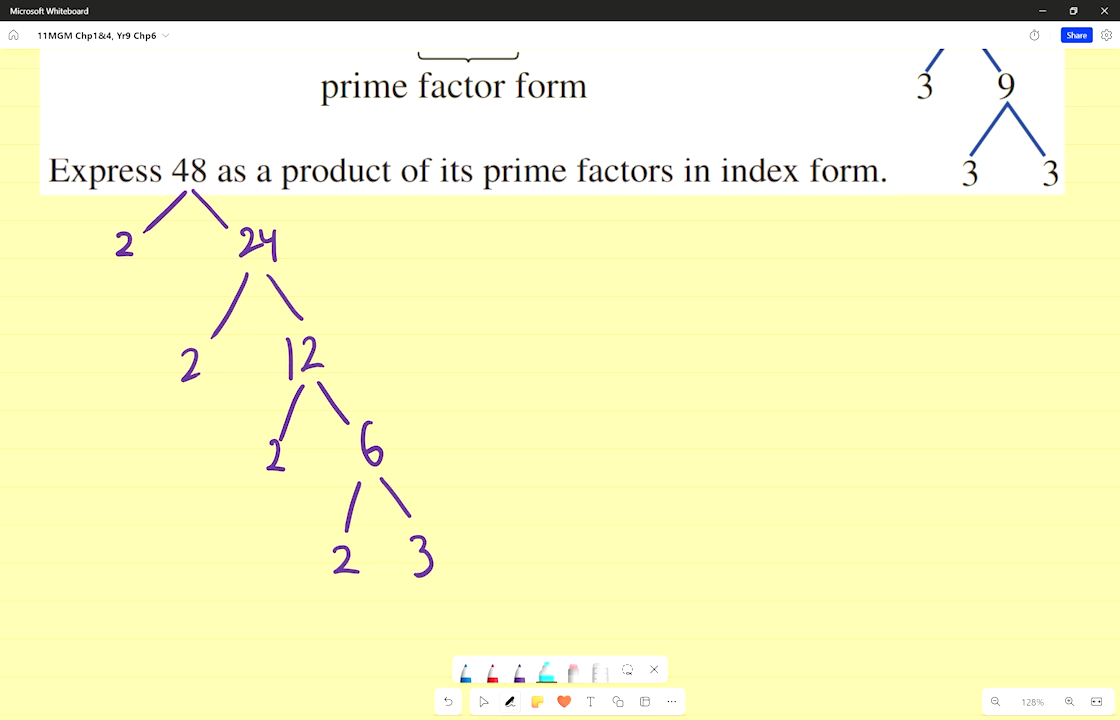 Microsoft Whiteboard
11MGM Chp1&4, Yr9 Chp6
Share
prime factor form
3 9
Express 48 as a product of its prime factors in index form.
3 3
2 24
2 12
2 6
2 3
T
128%